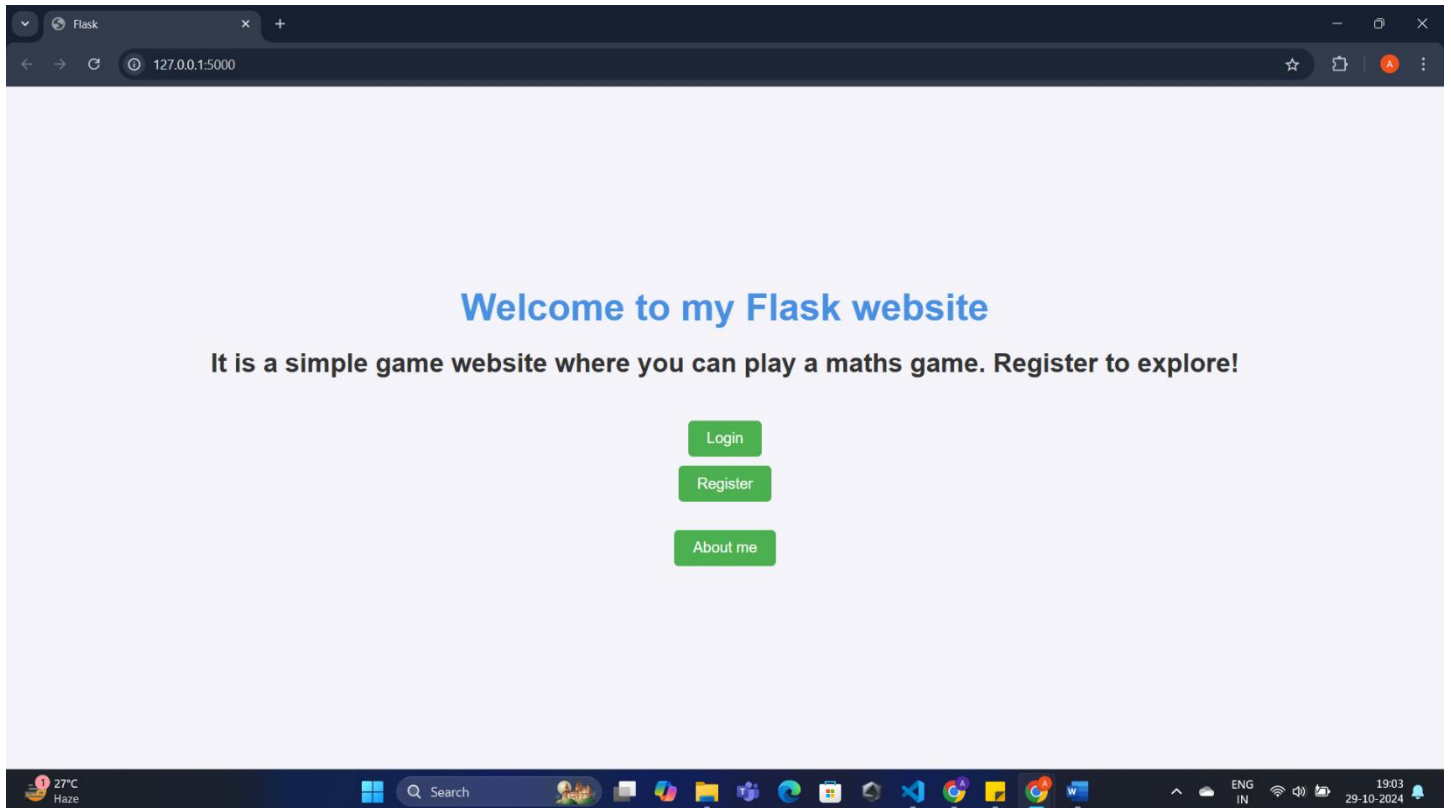 Flask
127.0.0.1:5000
A
Welcome to my Flask website
It is a simple game website where you can play a maths game. Register to explore!
Login
Register
About me
1
27°C
Haze
Search
ENG
IN
19:03
29-10-2024